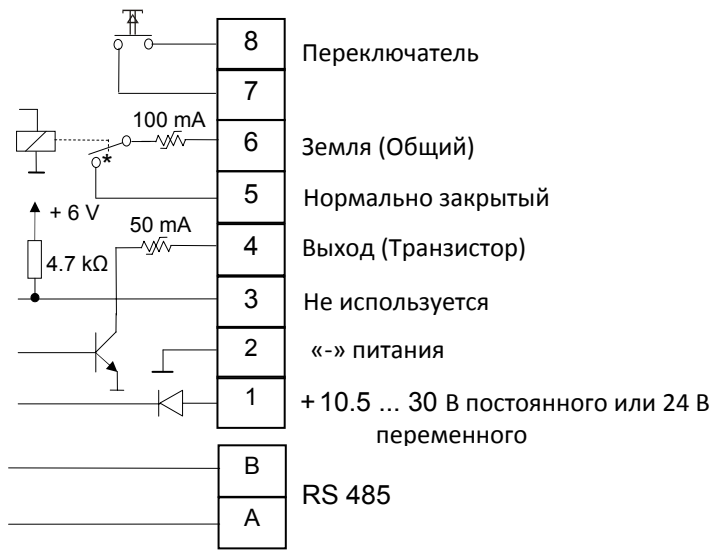 8
Переключатель
7
100 mA
6
Земля (Общий)
*
5
Нормально закрытый
+ 6 V
50 mA
4
Выход (Транзистор)
4.7 kΩ
3
Не используется
2
«-» питания
1
+ 10.5 ... 30 В постоянного или 24 В
переменного
B
RS 485
A